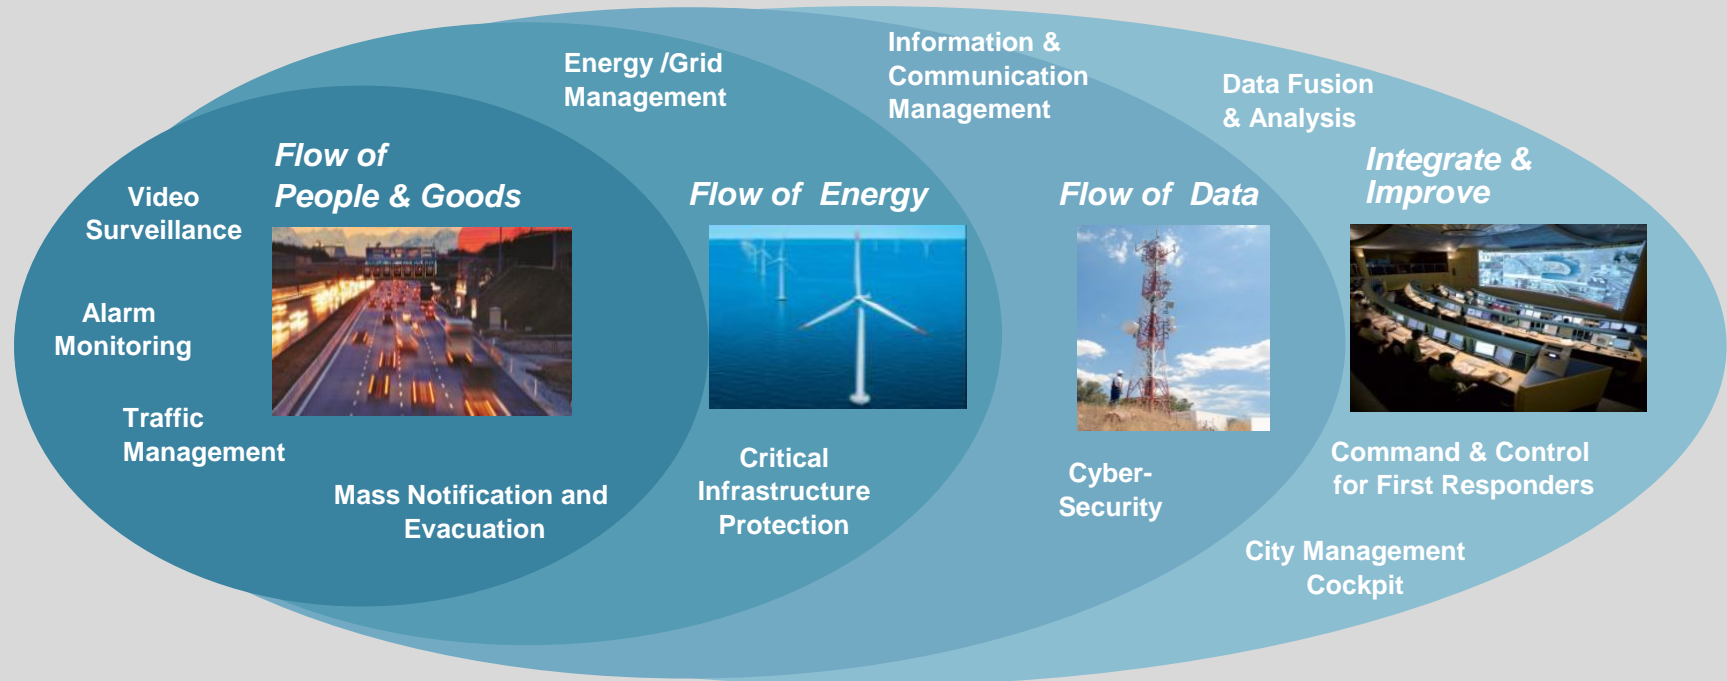 Flow of
People & Goods
Video
Surveillance
Alarm
Monitoring
Traffic
Management
Mass Notification and
Evacuation
Energy /Grid
Management
Flow of  Energy
Critical
Infrastructure
Protection
Information &
Communication
Management
Flow of  Data
Cyber-
Security
Data Fusion
& Analysis
Integrate &
Improve
Command & Control
for First Responders
City Management
Cockpit